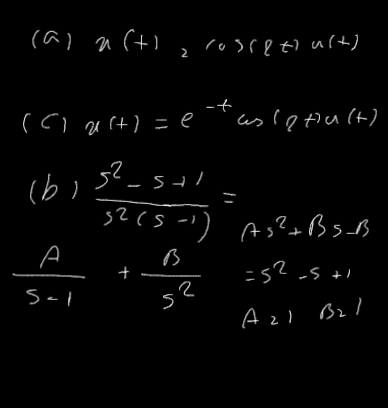 (a) x(t) = cos(2t) u(t)
(c) x(t) = e^{-t} cos(2t) u(t)
(b) \frac{s^2 - s + 1}{s^2 (s - 1)} =
\frac{A}{s - 1} + \frac{B}{s^2}
As^2 + Bs - B
= s^2 - s + 1
A = 1 B = 1